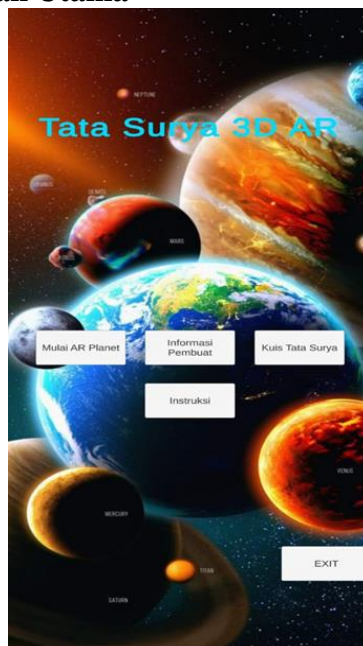 NEPTUNE
Tata Surya 3D AR
URANUS
MARS
Mulai AR Planet
Informasi
Pembuat
Kuis Tata Surya
Instruksi
VENUS
MERCURY
EXIT
TITAN
SATURN